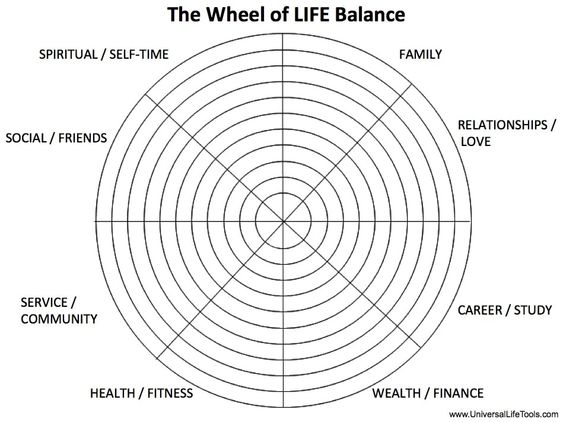 The Wheel of LIFE Balance
SPIRITUAL / SELF-TIME
FAMILY
SOCIAL / FRIENDS
RELATIONSHIPS /
LOVE
SERVICE /
COMMUNITY
CAREER / STUDY
HEALTH / FITNESS
WEALTH / FINANCE
www.UniversalLifeTools.com